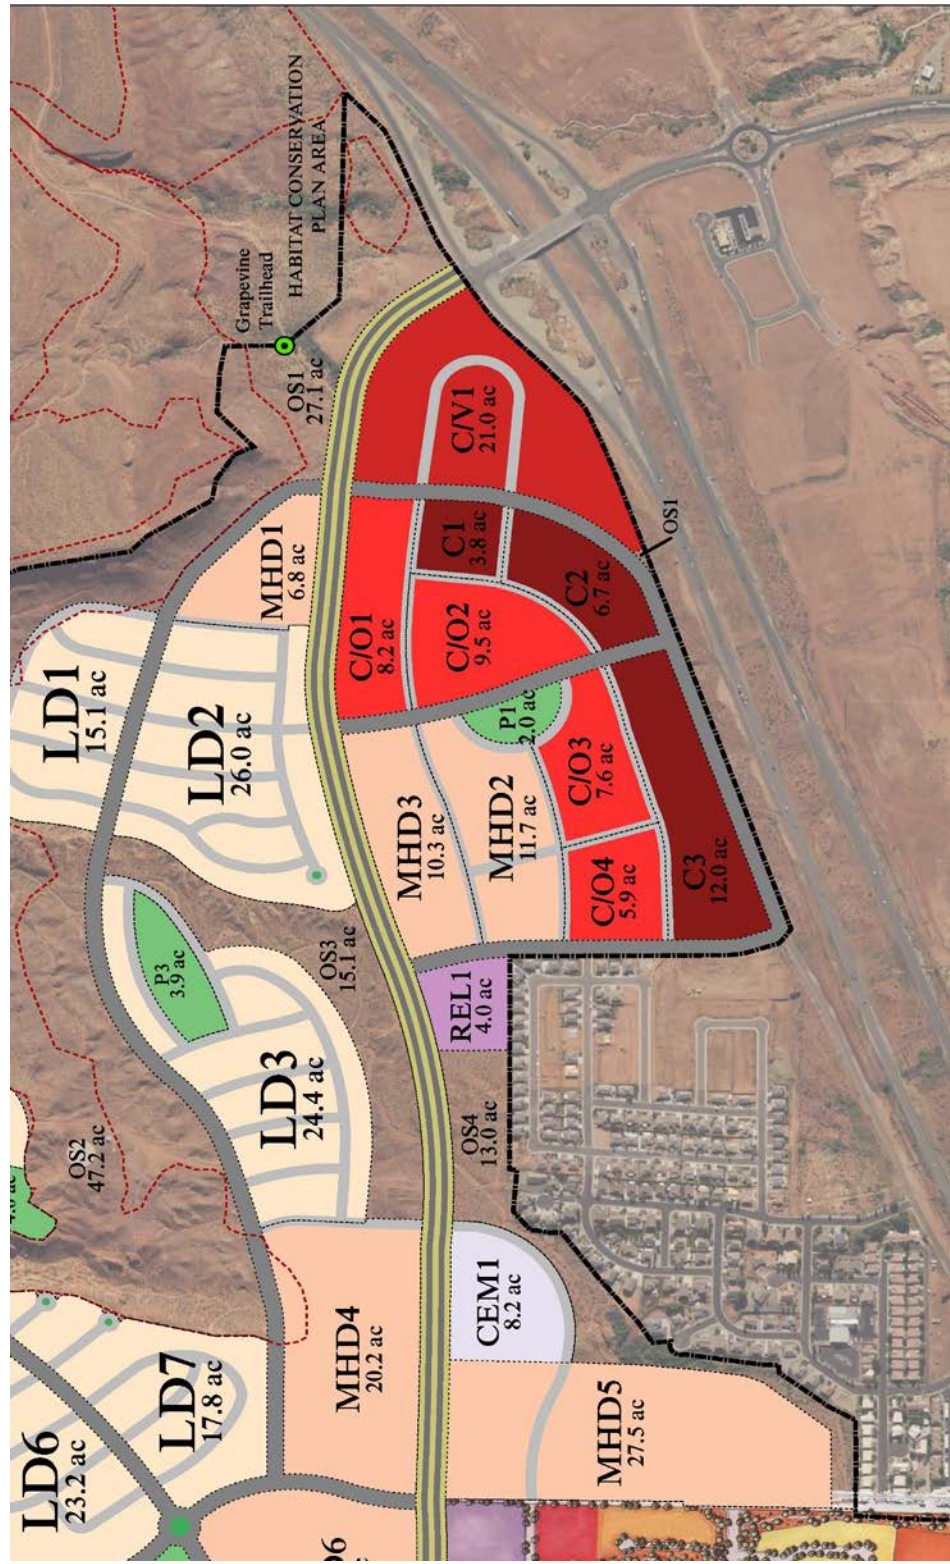 HABITAT CONSERVATION
PLAN AREA
Grapevine
Trailhead
OS1
27.1 ac
C/V1
21.0 ac
OS1
MHD1
6.8 ac
C1
3.8 ac
C2
6.7 ac
C/O1
8.2 ac
C/O2
9.5 ac
LD1
15.1 ac
LD2
26.0 ac
P1
2.0 ac
C/O3
7.6 ac
MHD3
10.3 ac
MHD2
11.7 ac
C/O4
5.9 ac
C3
12.0 ac
P3
3.9 ac
OS3
15.1 ac
REL1
4.0 ac
LD3
24.4 ac
OS2
47.2 ac
OS4
13.0 ac
CEM1
8.2 ac
MHD4
20.2 ac
MHD5
27.5 ac
LD7
17.8 ac
LD6
23.2 ac